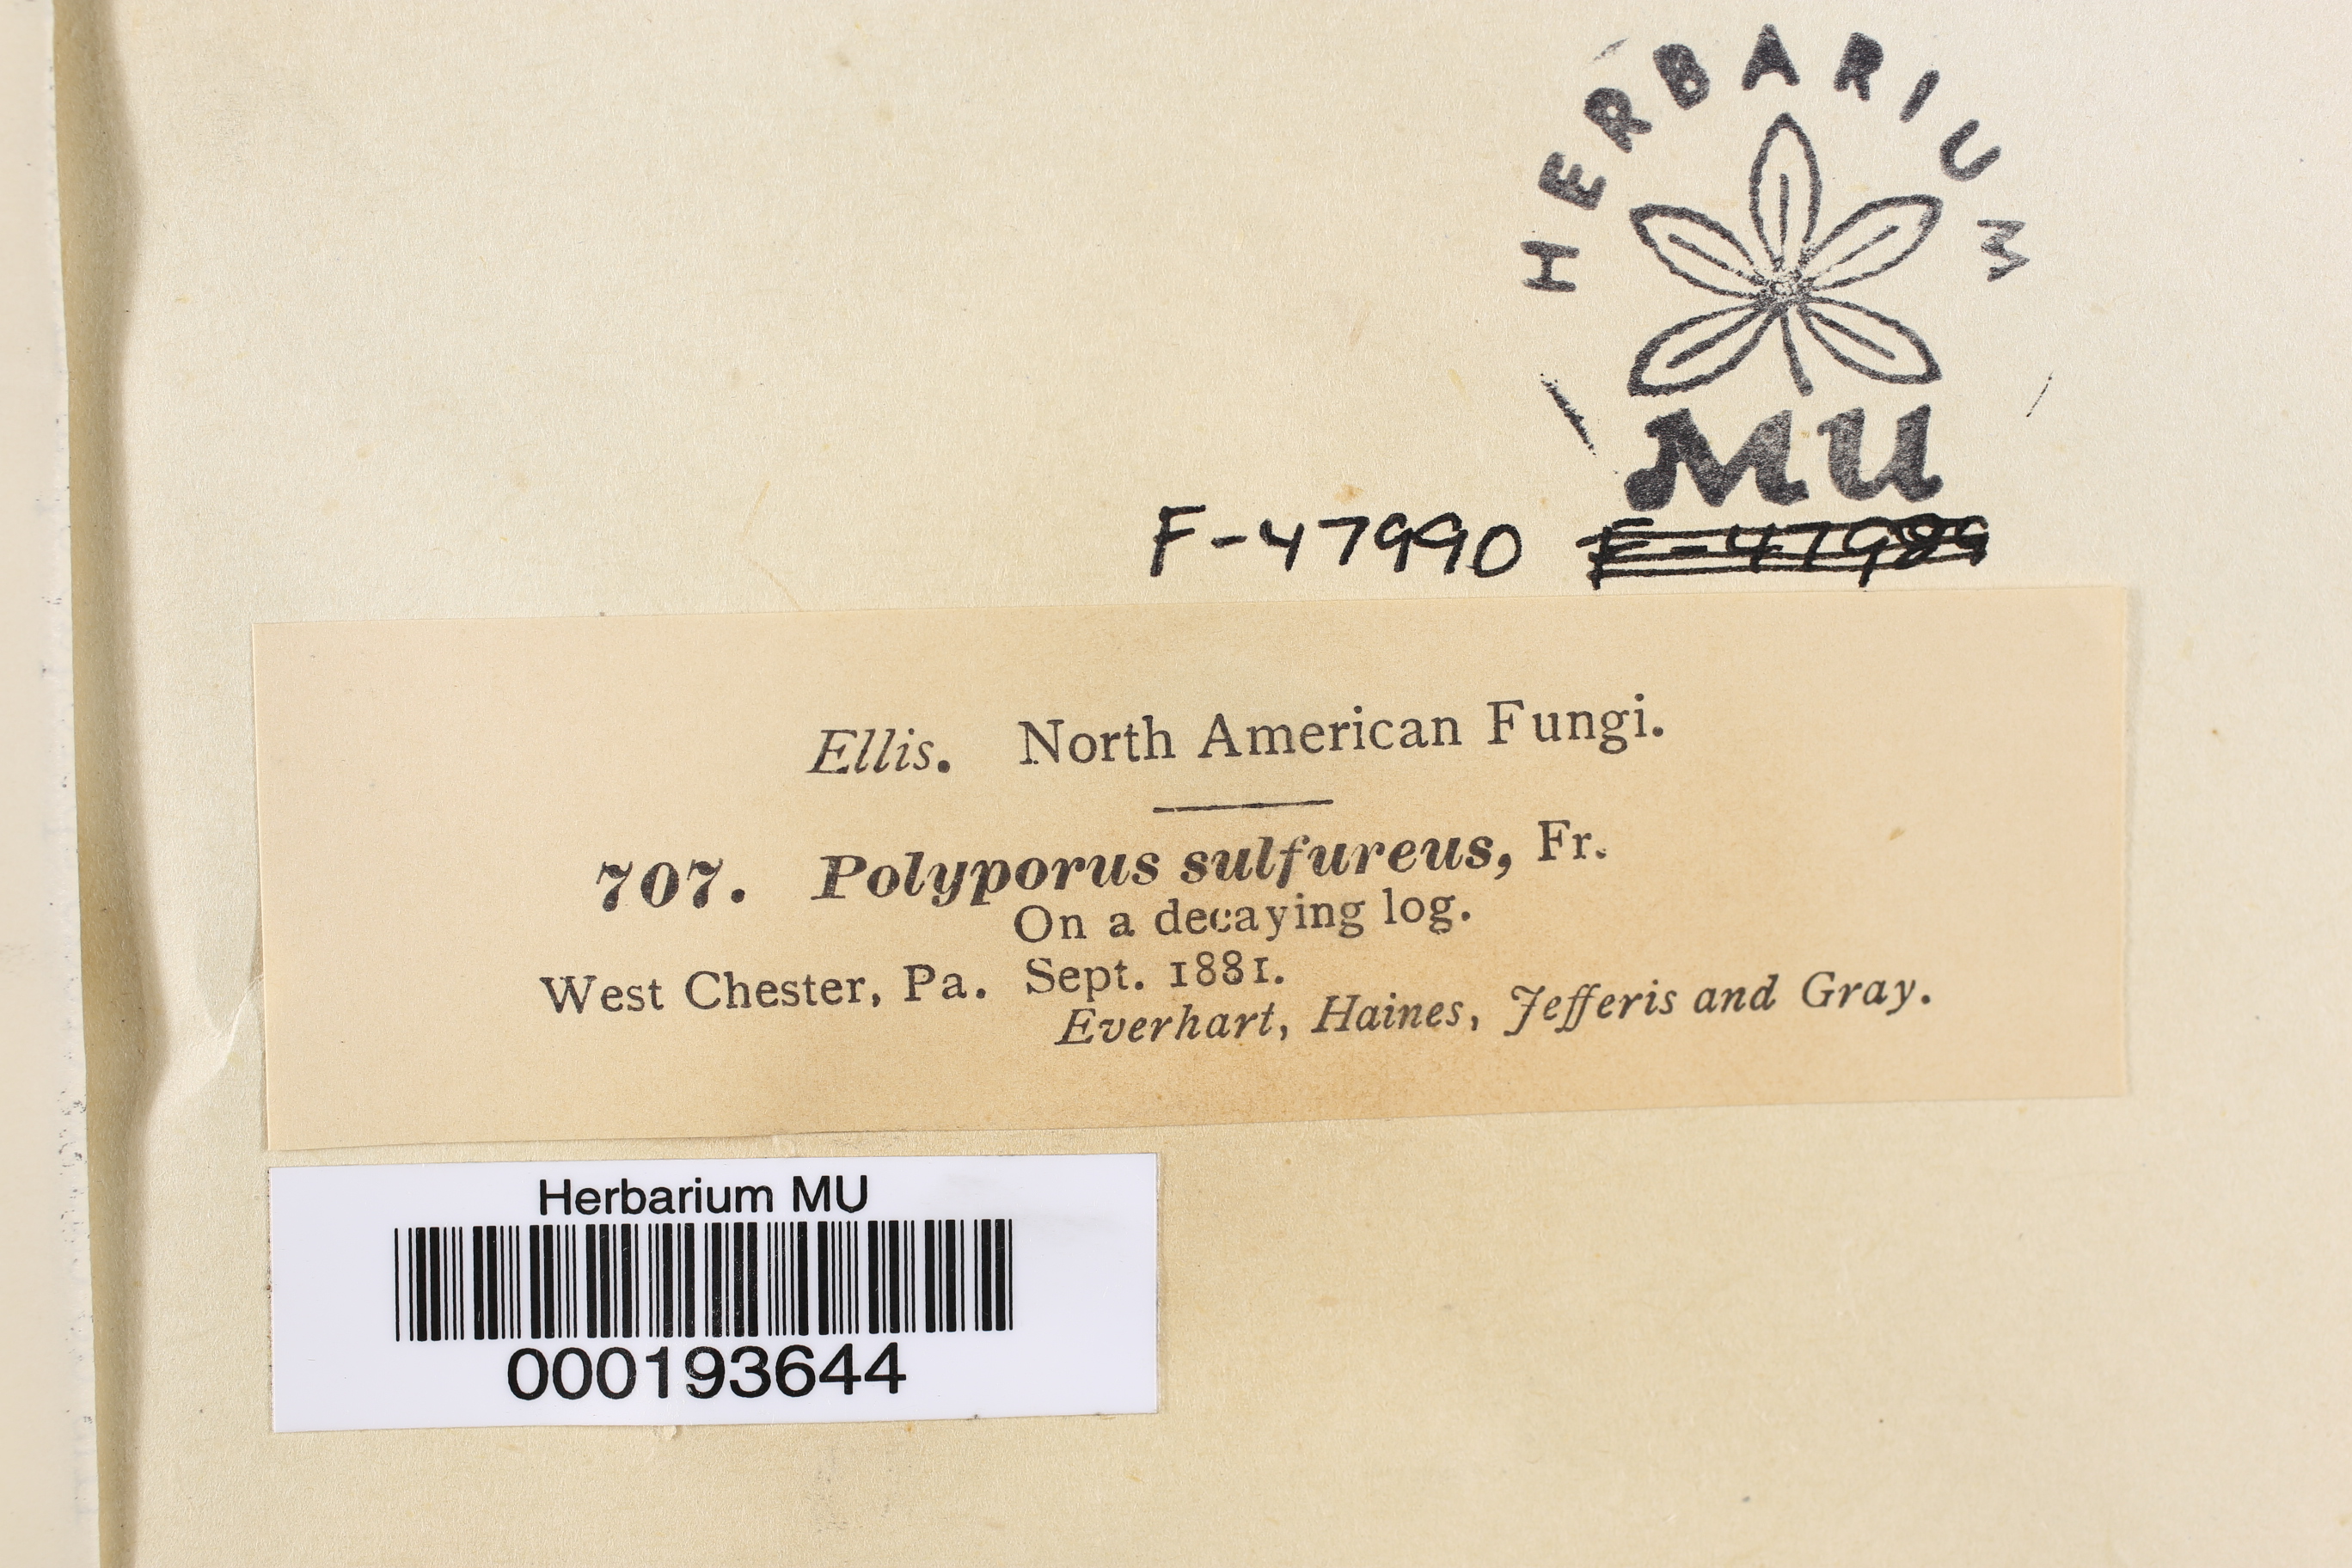 HERBARIUM
MU
F-47990 F-47989
Ellis. North American Fungi.
707. Polyporus sulfureus, Fr.
On a decaying log.
West Chester, Pa. Sept. 1881.
Everhart, Haines, Jefferis and Gray.
Herbarium MU
000193644